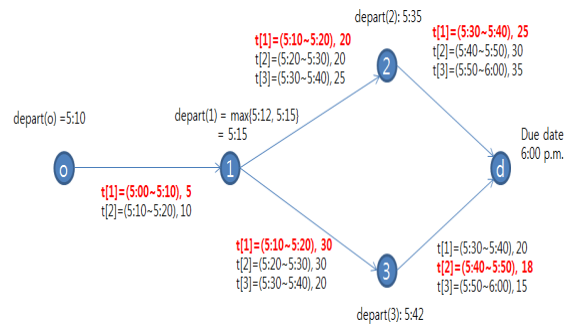 depart(2): 5:35
t[1]=(5:10~5:20), 20
t[2]=(5:20~5:30), 20
t[3]=(5:30~5:40), 25
t[1]=(5:30~5:40), 25
t[2]=(5:40~5:50), 30
t[3]=(5:50~6:00), 35
2
depart(o) =5:10
depart(1) = max{5:12, 5:15}
= 5:15
Due date
6:00 p.m.
o
1
d
t[1]=(5:00~5:10), 5
t[2]=(5:10~5:20), 10
t[1]=(5:10~5:20), 30
t[2]=(5:20~5:30), 30
t[3]=(5:30~5:40), 20
3
t[1]=(5:30~5:40), 20
t[2]=(5:40~5:50), 18
t[3]=(5:50~6:00), 15
depart(3): 5:42